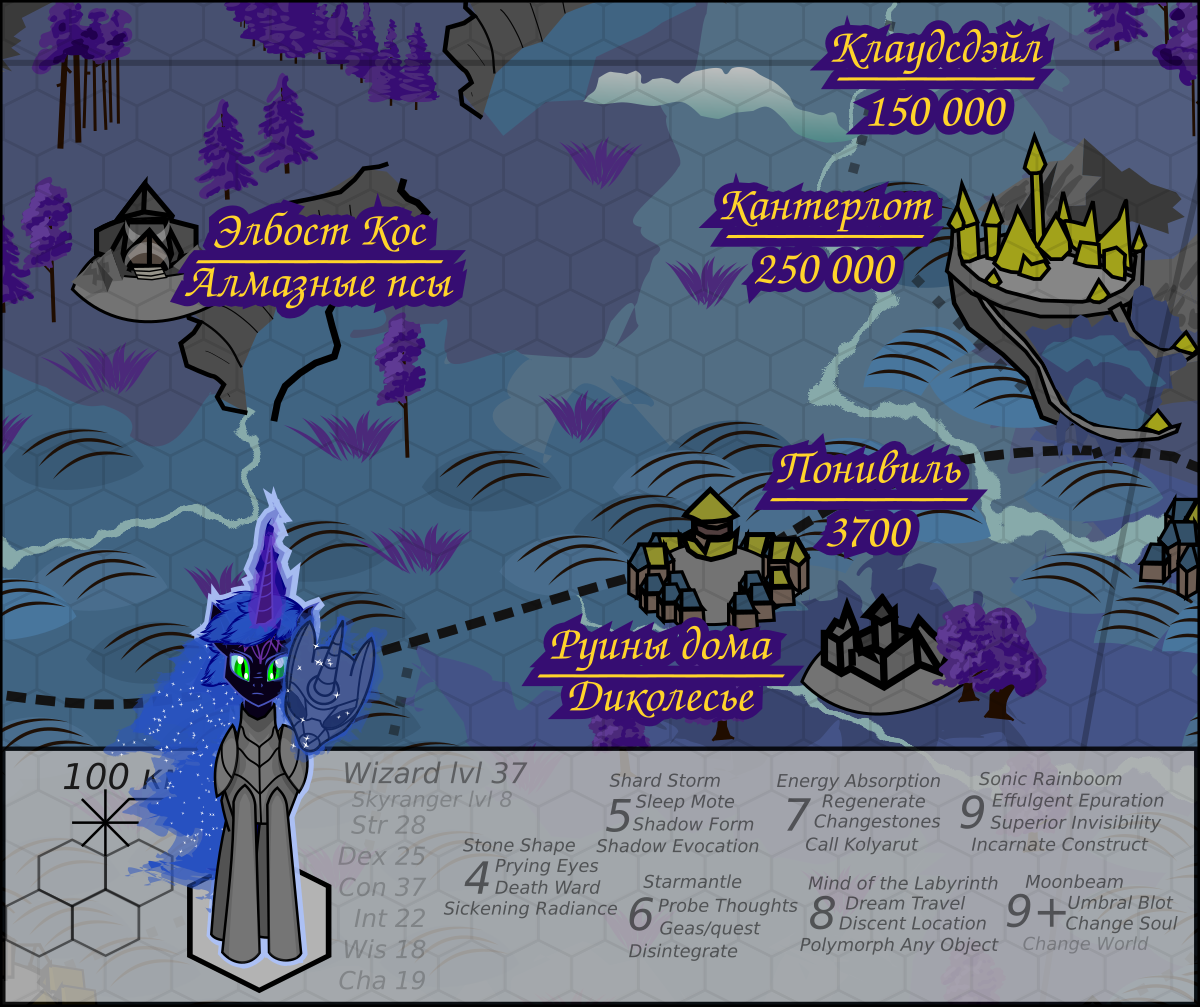 Клаудсдэйл
150 000
Кантерлот
250 000
Элбост Кос
Алмазные псы
Понивиль
3700
Руины дома
Диколесье
100 к
Wizard lvl 37
Skyranger lvl 8
Str 28
Dex 25
Con 37
Int 22
Wis 18
Cha 19
4
Stone Shape
Prying Eyes
Death Ward
Sickening Radiance
5
Shard Storm
Sleep Mote
Shadow Form
Shadow Evocation
6
Starmantle
Probe Thoughts
Geas/quest
Disintegrate
7
Energy Absorption
Regenerate
Changestones
Call Kolyarut
8
Mind of the Labyrinth
Dream Travel
Discent Location
Polymorph Any Object
9
Sonic Rainboom
Effulgent Epuration
Superior Invisibility
Incarnate Construct
9+
Moonbeam
Umbral Blot
Change Soul
Change World